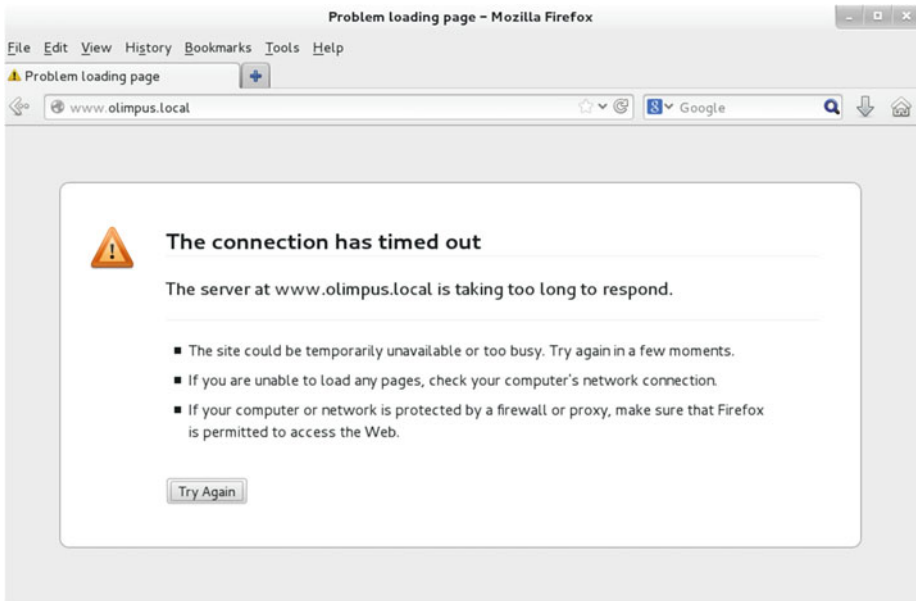 Problem loading page – Mozilla Firefox
File Edit View History Bookmarks Tools Help
Problem loading page
www.olimpus.local
Google
The connection has timed out
The server at www.olimpus.local is taking too long to respond.
The site could be temporarily unavailable or too busy. Try again in a few moments.
If you are unable to load any pages, check your computer's network connection.
If your computer or network is protected by a firewall or proxy, make sure that Firefox
is permitted to access the Web.
Try Again